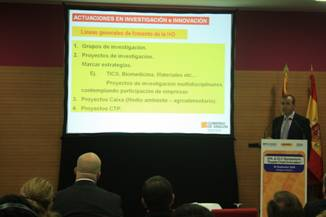 ACTUACIONES EN INVESTIGACIÓN E INNOVACIÓN
Líneas generales de fomento de la I+D
1. Grupos de investigación.
2. Proyectos de investigación.
Marcar estrategias.
Ej. TICS, Biomedicina, Materiales etc...
Proyectos de investigación multidisciplinares,
contemplando participación de empresas
3. Proyectos Caixa (Medio ambiente – agroalimentario).
4. Proyectos CTP.
GOBIERNO
DE ARAGON